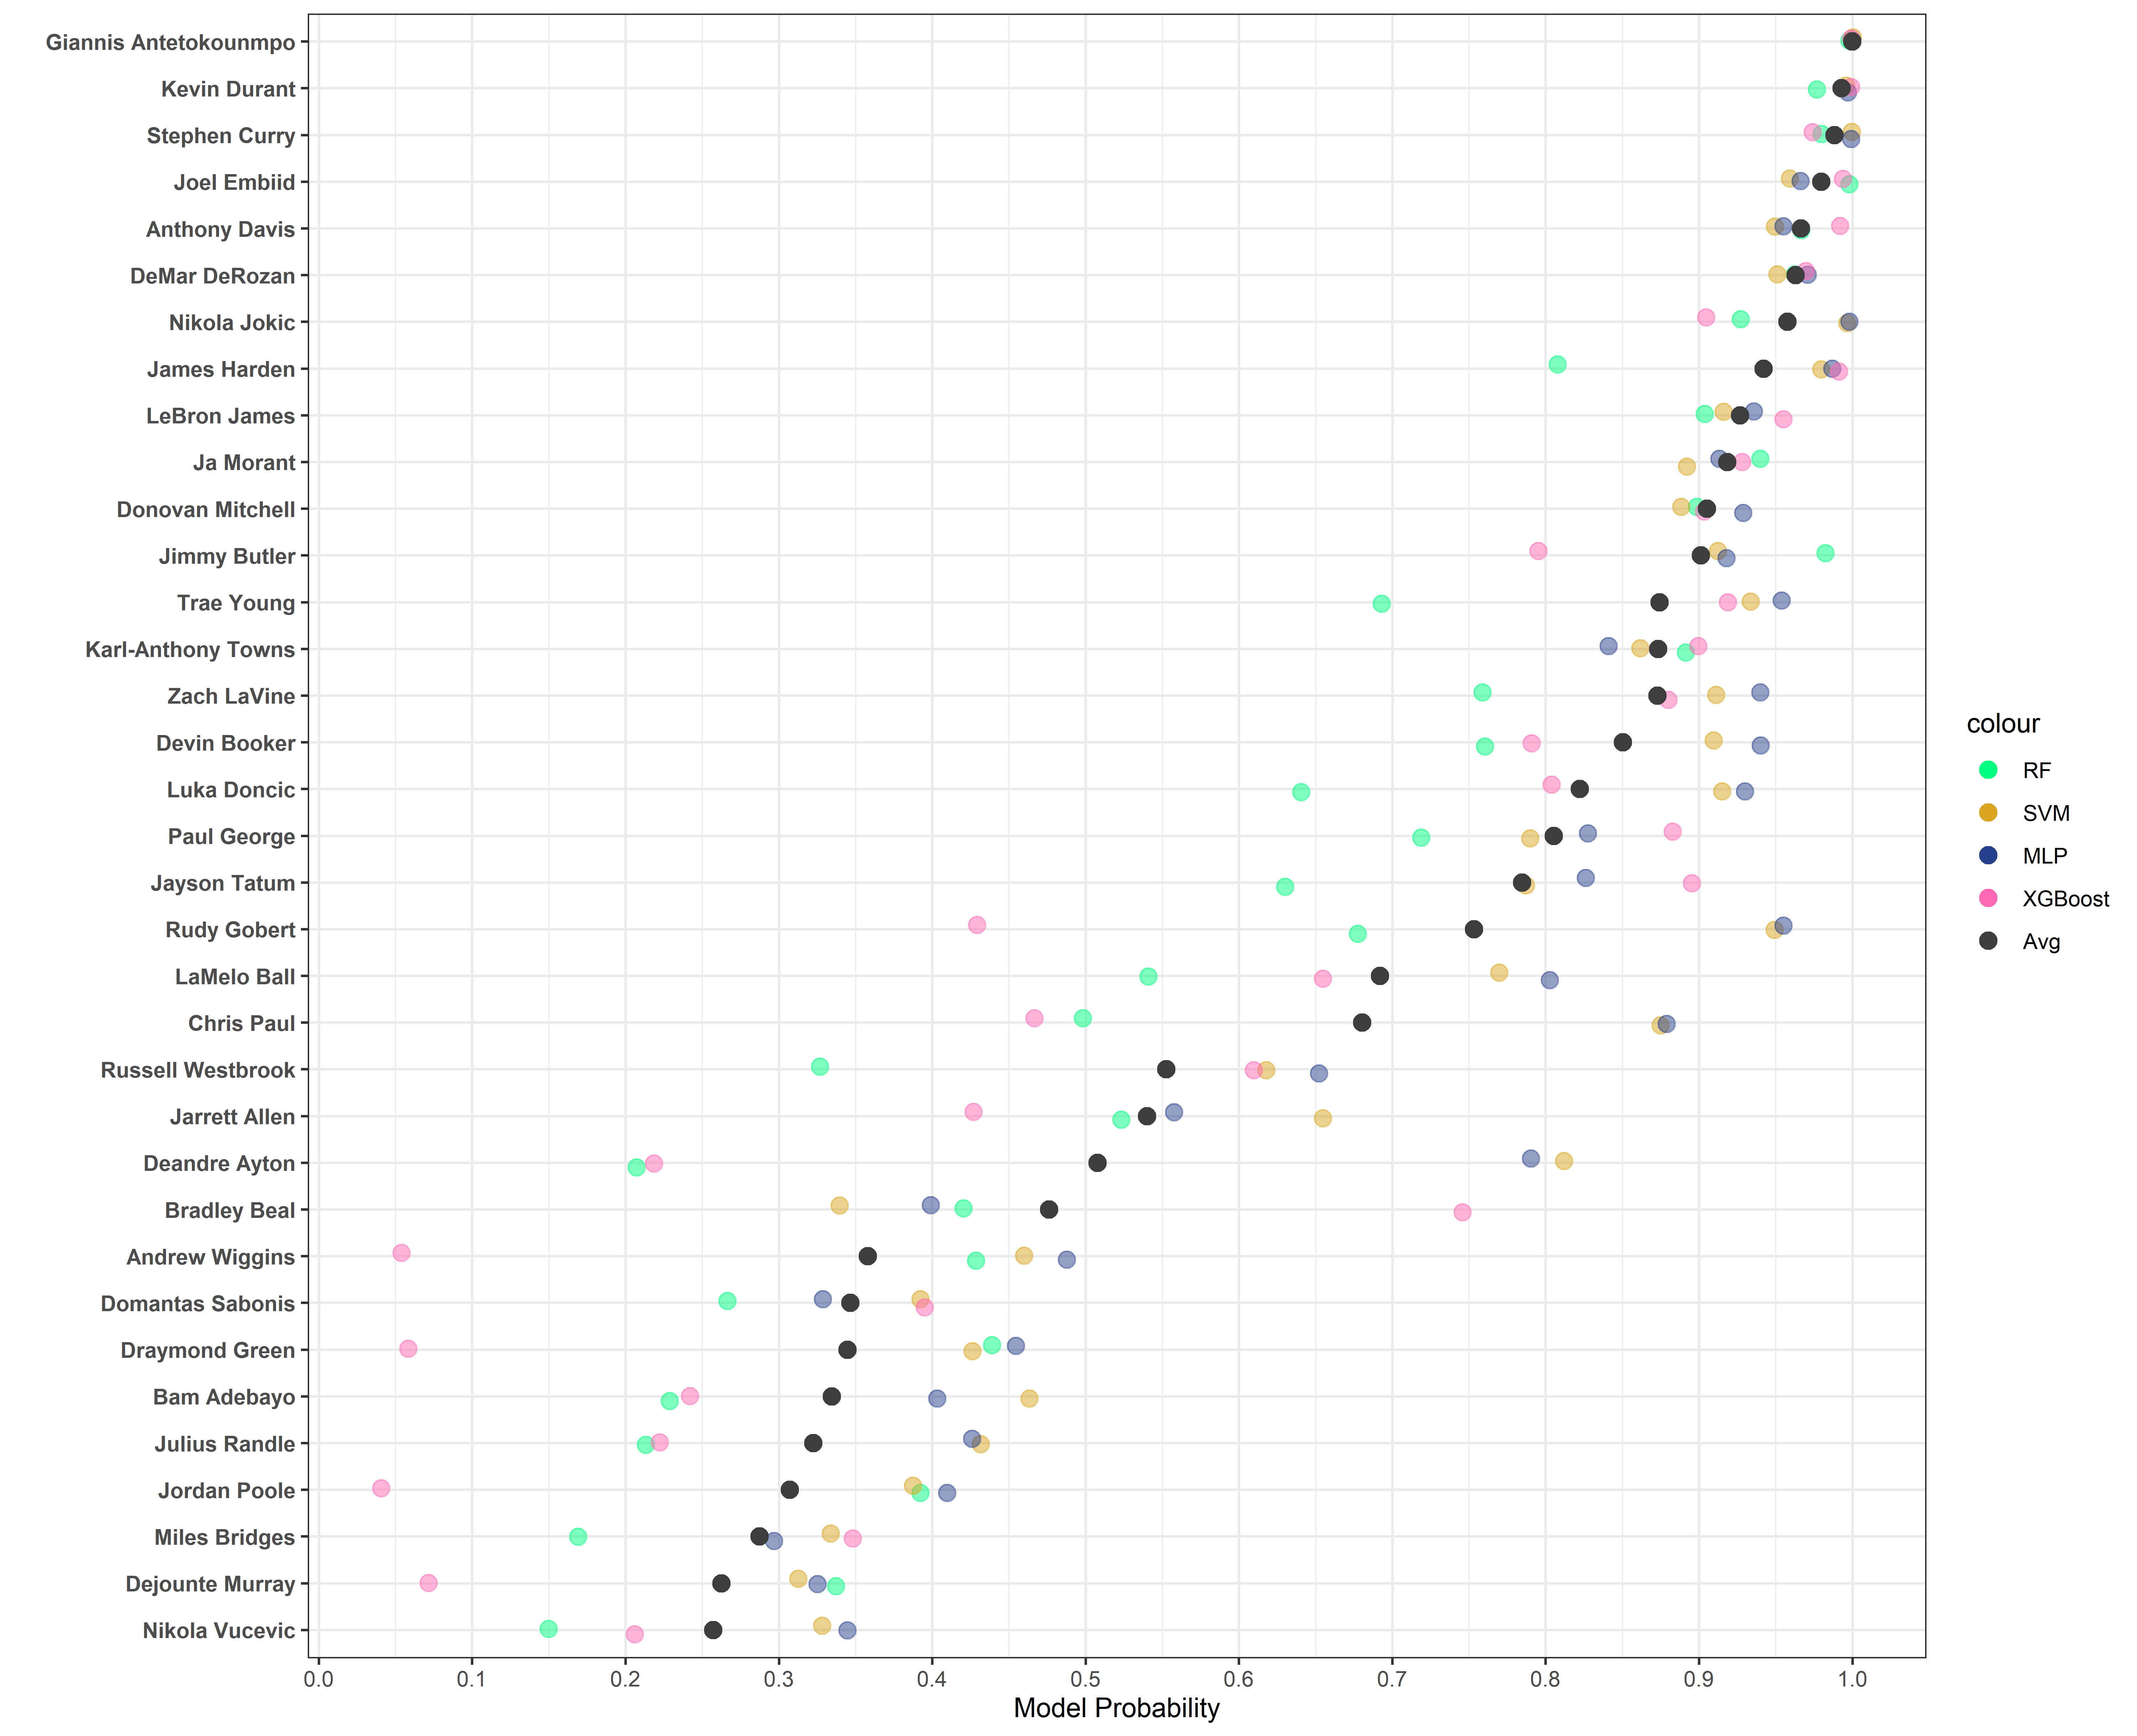 Giannis Antetokounmpo
Kevin Durant
Stephen Curry
Joel Embiid
Anthony Davis
DeMar DeRozan
Nikola Jokic
James Harden
LeBron James
Ja Morant
Donovan Mitchell
Jimmy Butler
Trae Young
Karl-Anthony Towns
Zach LaVine
Devin Booker
Luka Doncic
Paul George
Jayson Tatum
Rudy Gobert
LaMelo Ball
Chris Paul
Russell Westbrook
Jarrett Allen
Deandre Ayton
Bradley Beal
Andrew Wiggins
Domantas Sabonis
Draymond Green
Bam Adebayo
Julius Randle
Jordan Poole
Miles Bridges
Dejounte Murray
Nikola Vucevic
0.0 0.1 0.2 0.3 0.4 0.5 0.6 0.7 0.8 0.9 1.0
Model Probability
colour
RF
SVM
MLP
XGBoost
Avg